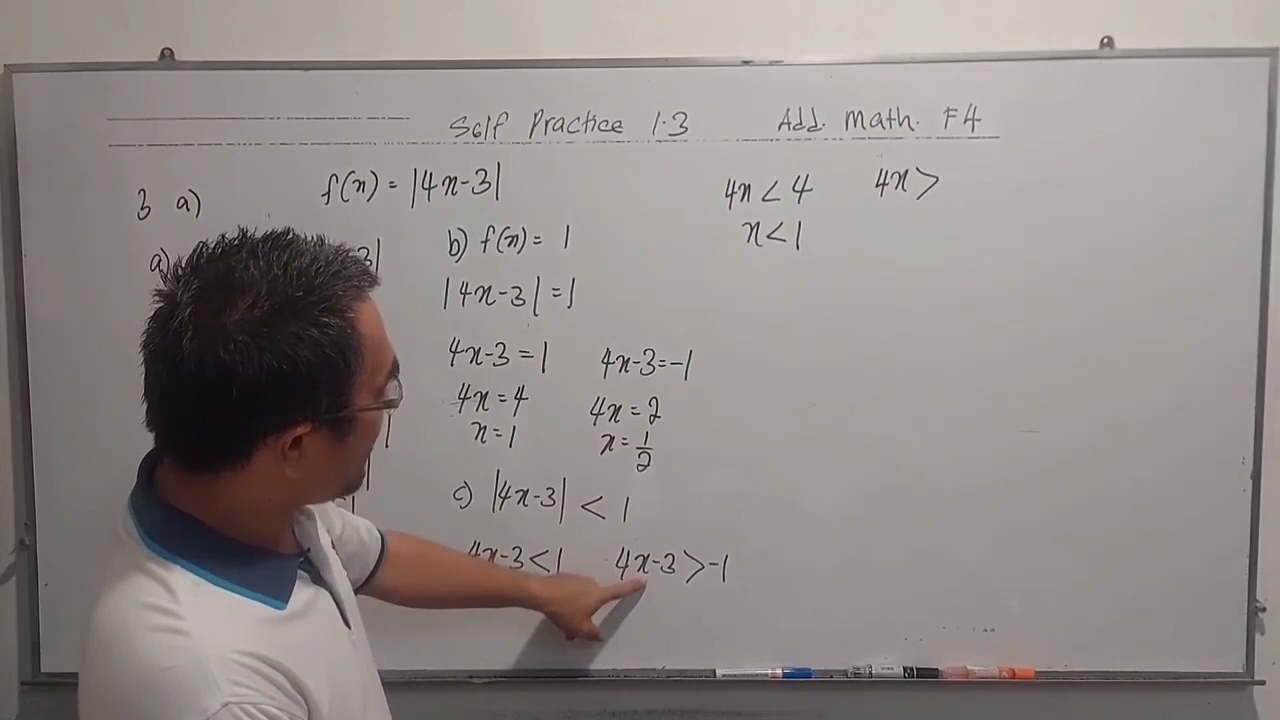 Self Practice 1.3 Add. Math. F4
3 a) f(x) = |4x-3|
a) 3|
b) f(x) = 1
|4x-3| = 1
4x-3 = 1 4x-3 = -1
4x = 4 4x = 2
x = 1 x = 1/2
c) |4x-3| < 1
4x-3 < 1 4x-3 > -1
4x < 4 4x >
x < 1